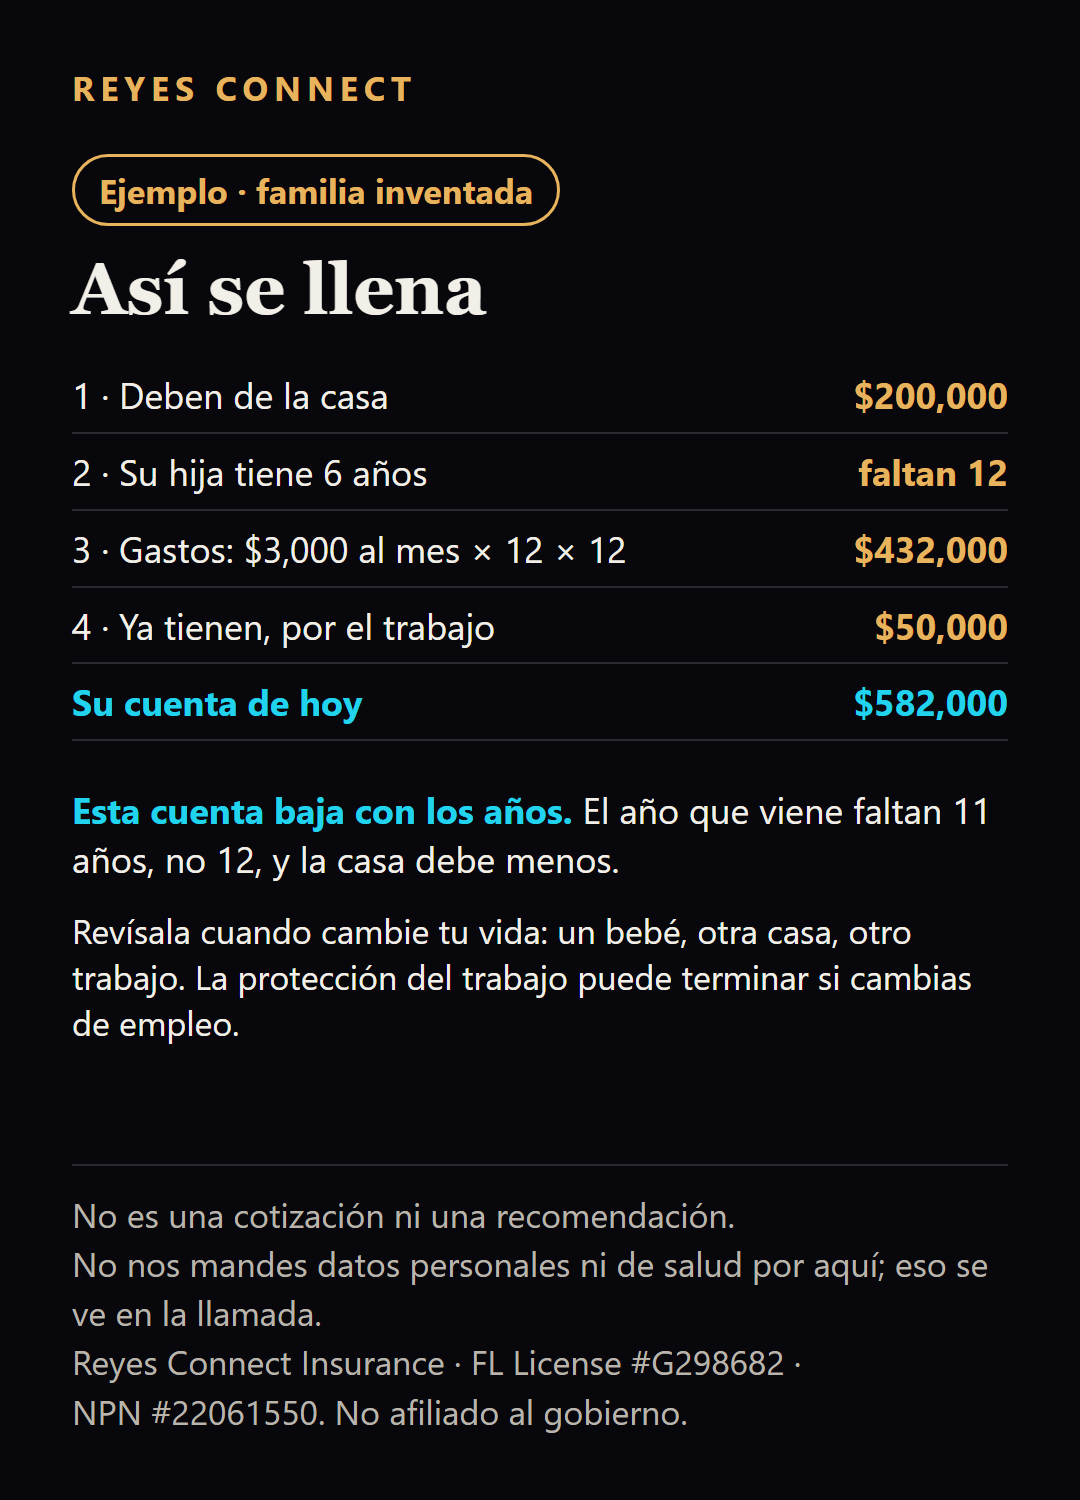 REYES CONNECT
Ejemplo · familia inventada
Así se llena
1 · Deben de la casa $200,000
2 · Su hija tiene 6 años faltan 12
3 · Gastos: $3,000 al mes × 12 × 12 $432,000
4 · Ya tienen, por el trabajo $50,000
Su cuenta de hoy $582,000
Esta cuenta baja con los años. El año que viene faltan 11
años, no 12, y la casa debe menos.
Revísala cuando cambie tu vida: un bebé, otra casa, otro
trabajo. La protección del trabajo puede terminar si cambias
de empleo.
No es una cotización ni una recomendación.
No nos mandes datos personales ni de salud por aquí; eso se
ve en la llamada.
Reyes Connect Insurance · FL License #G298682 ·
NPN #22061550. No afiliado al gobierno.